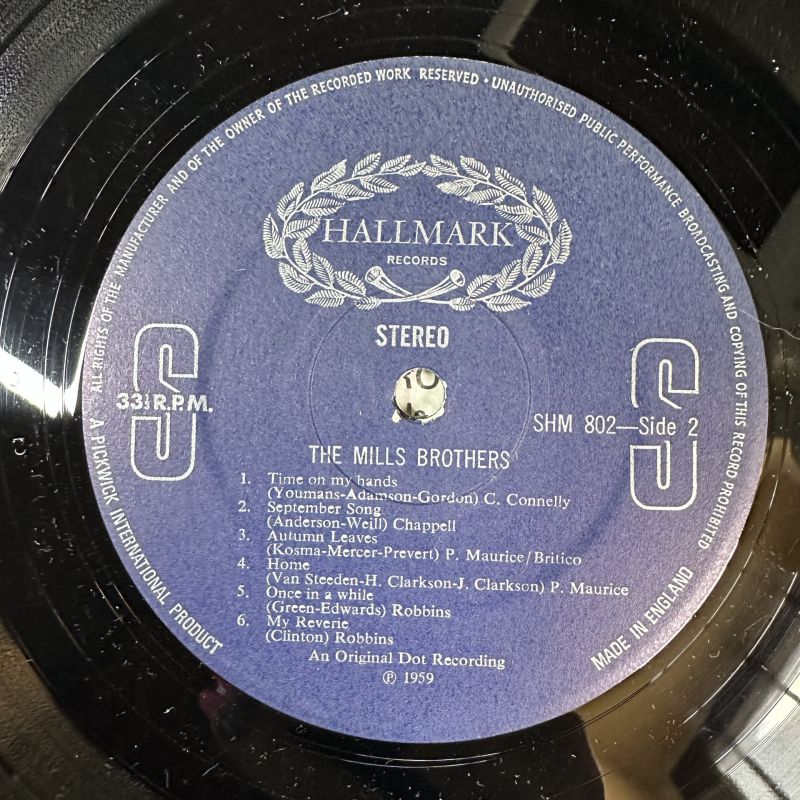 ALL RIGHTS OF THE MANUFACTURER AND OF THE OWNER OF THE RECORDED WORK RESERVED • UNAUTHORISED PUBLIC PERFORMANCE BROADCASTING AND COPYING OF THIS RECORD PROHIBITED
HALLMARK
RECORDS
STEREO
S
33⅓ R.P.M.
S
SHM 802—Side 2
THE MILLS BROTHERS
1. Time on my hands
(Youmans-Adamson-Gordon) C. Connelly
2. September Song
(Anderson-Weill) Chappell
3. Autumn Leaves
(Kosma-Mercer-Prevert) P. Maurice/Britico
4. Home
(Van Steeden-H. Clarkson-J. Clarkson) P. Maurice
5. Once in a while
(Green-Edwards) Robbins
6. My Reverie
(Clinton) Robbins
An Original Dot Recording
℗ 1959
A PICKWICK INTERNATIONAL PRODUCT
MADE IN ENGLAND